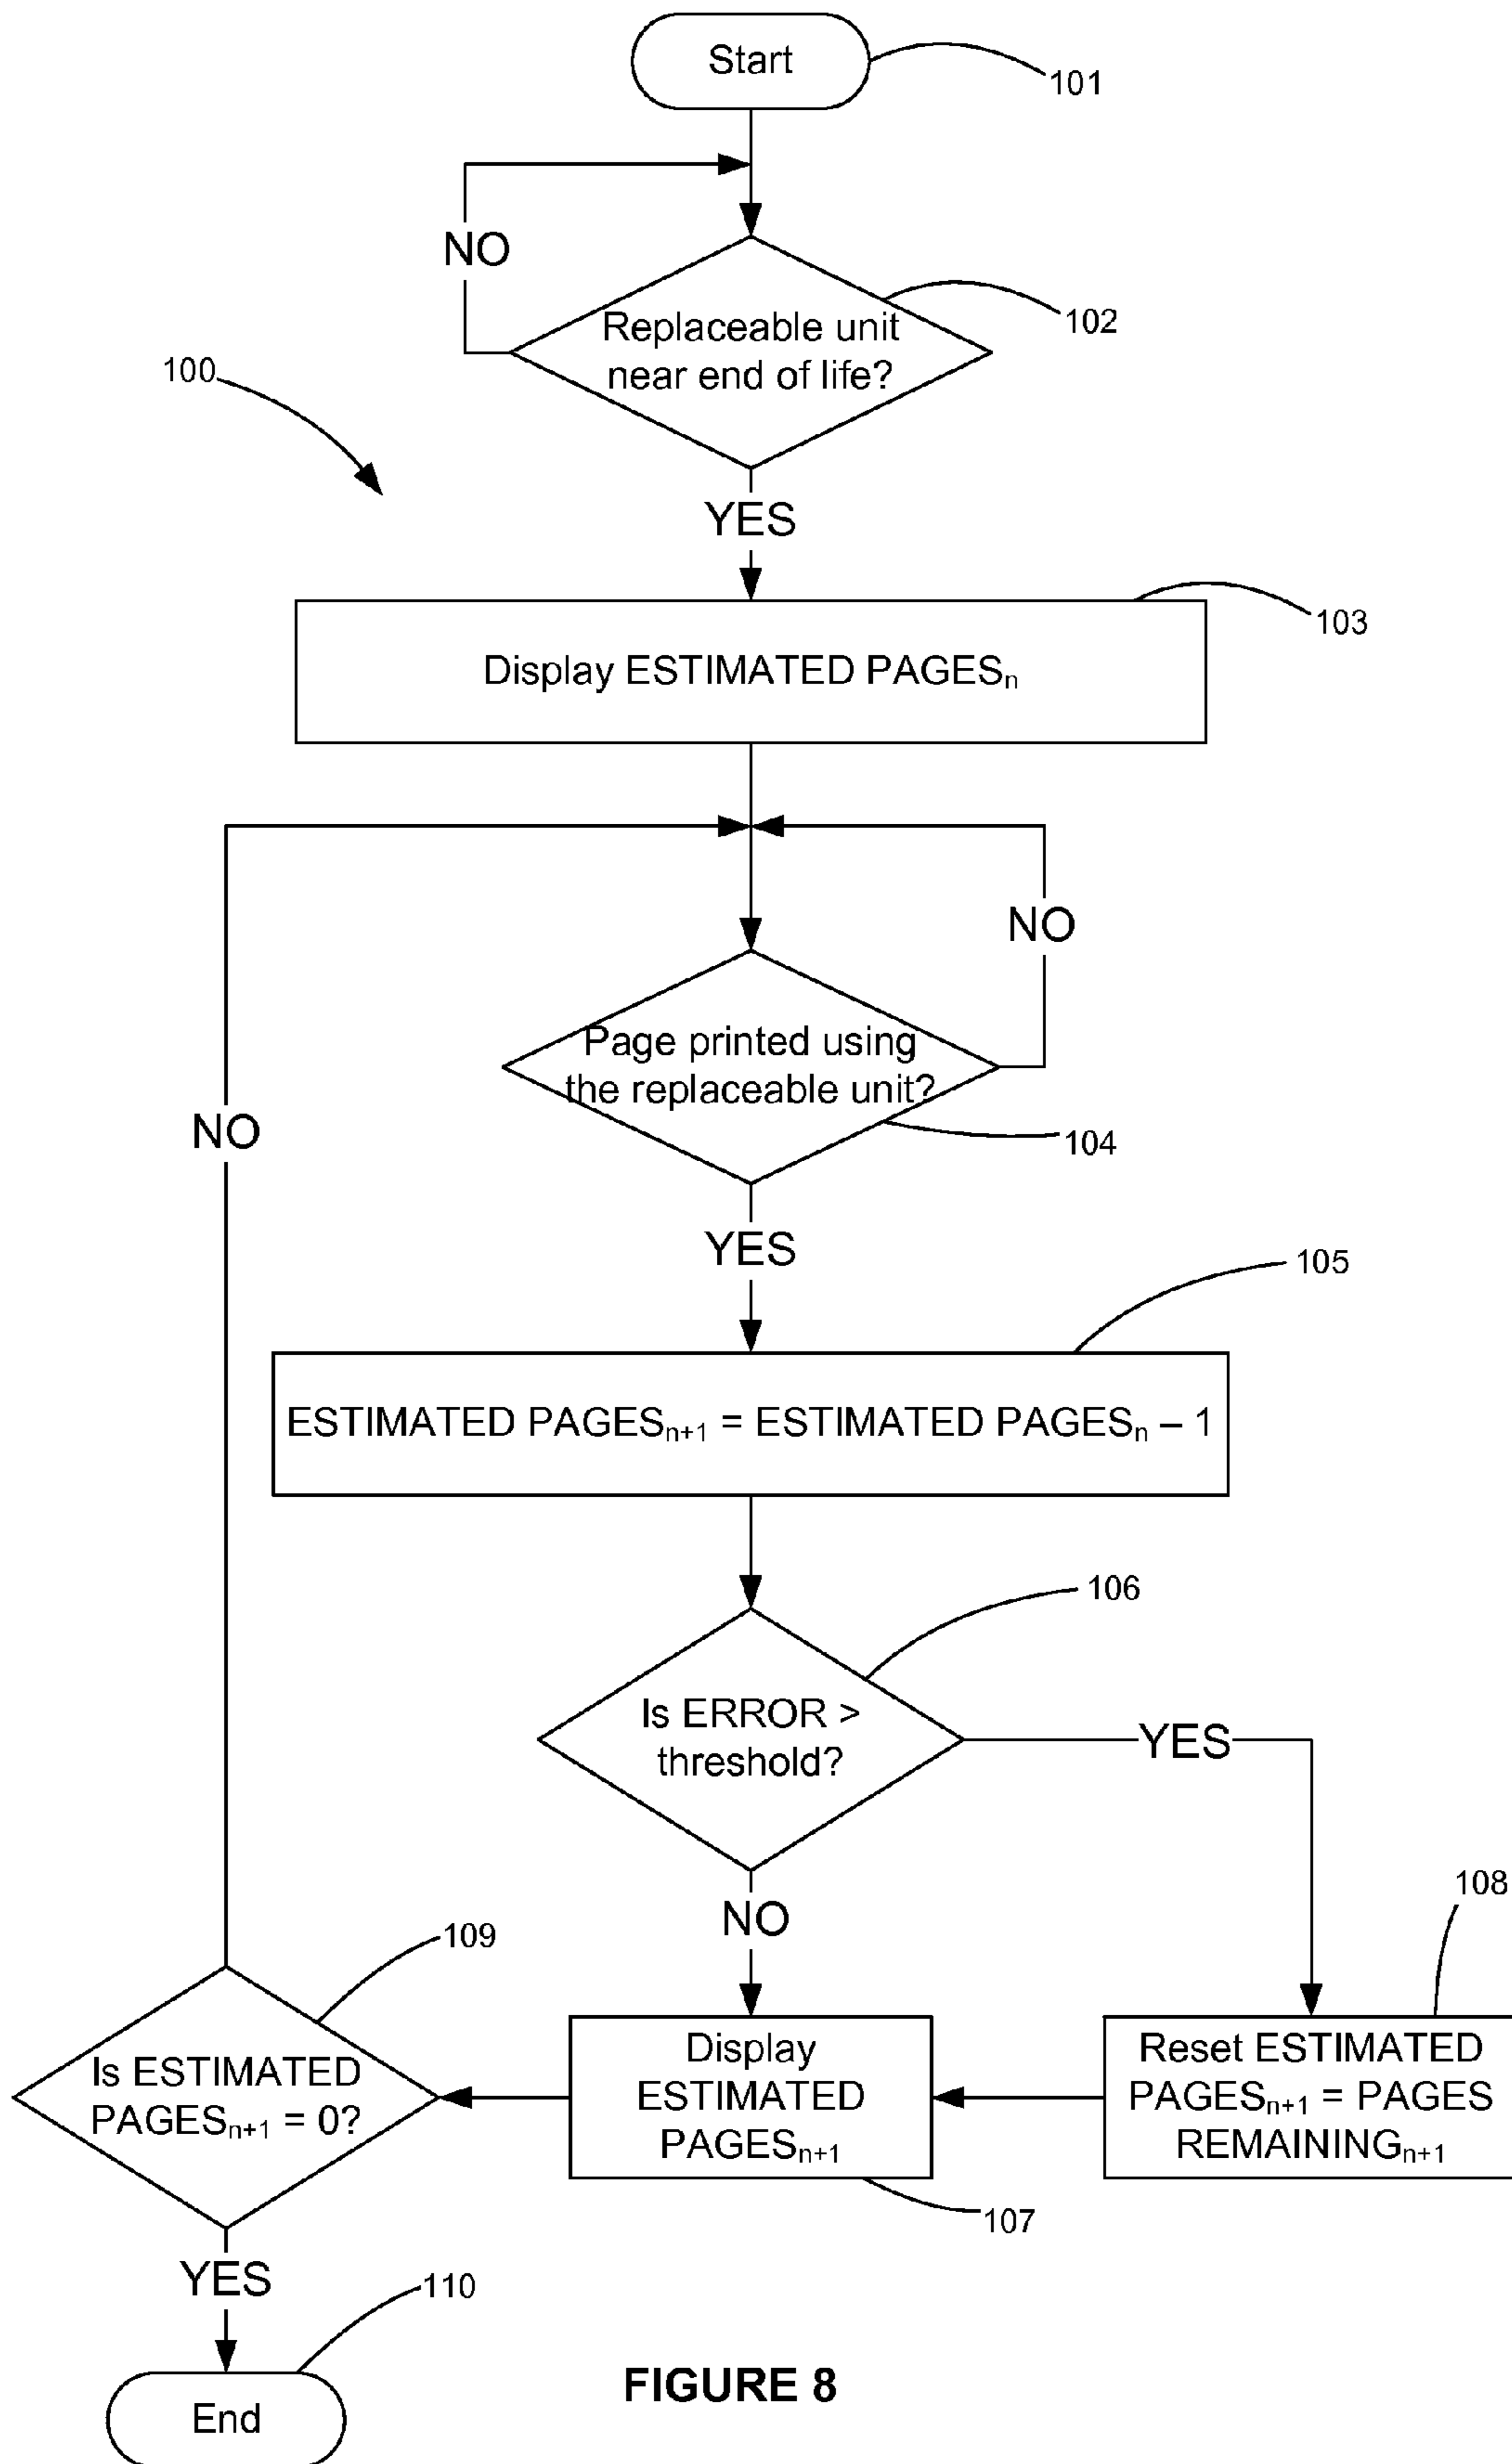 Start
101
NO
Replaceable unit
near end of life?
102
100
YES
103
Display ESTIMATED PAGESn
NO
Page printed using
the replaceable unit?
NO
104
YES
105
ESTIMATED PAGESn+1 = ESTIMATED PAGESn – 1
106
Is ERROR >
threshold?
YES
NO
108
109
Is ESTIMATED
PAGESn+1 = 0?
Display
ESTIMATED
PAGESn+1
Reset ESTIMATED
PAGESn+1 = PAGES
REMAININGn+1
107
YES
110
End
FIGURE 8